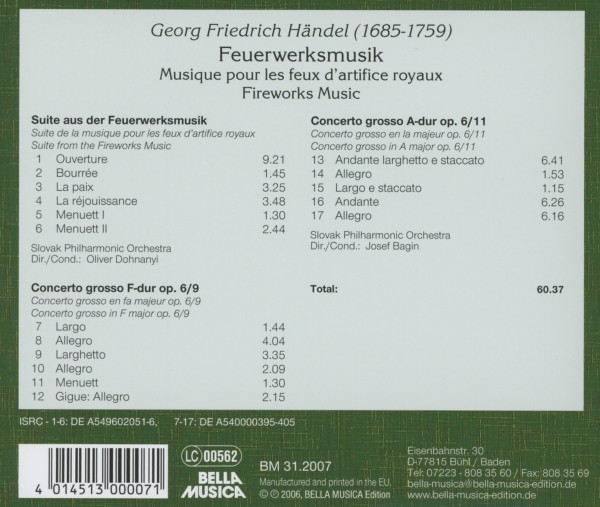 Georg Friedrich Händel (1685-1759)
Feuerwerksmusik
Musique pour les feux d'artifice royaux
Fireworks Music
Suite aus der Feuerwerksmusik
Suite de la musique pour les feux d'artifice royaux
Suite from the Fireworks Music
1 Ouverture 9.21
2 Bourrée 1.45
3 La paix 3.25
4 La réjouissance 3.48
5 Menuett I 1.30
6 Menuett II 2.44
Slovak Philharmonic Orchestra
Dir./Cond.: Oliver Dohnanyi
Concerto grosso F-dur op. 6/9
Concerto grosso en fa majeur op. 6/9
Concerto grosso in F major op. 6/9
7 Largo 1.44
8 Allegro 4.04
9 Larghetto 3.35
10 Allegro 2.09
11 Menuett 1.30
12 Gigue: Allegro 2.15
Concerto grosso A-dur op. 6/11
Concerto grosso en la majeur op. 6/11
Concerto grosso in A major op. 6/11
13 Andante larghetto e staccato 6.41
14 Allegro 1.53
15 Largo e staccato 1.15
16 Andante 6.26
17 Allegro 6.16
Slovak Philharmonic Orchestra
Dir./Cond.: Josef Bagin
Total: 60.37
ISRC - 1-6: DE A549602051-6, 7-17: DE A540000395-405
4 014513 000071
LC 00562
BELLA MUSICA
BM 31.2007
Manufactured and printed in the EU.
© ℗ 2006, BELLA MUSICA Edition
Eisenbahnstr. 30
D-77815 Bühl / Baden
Tel.: 07223 - 808 35 60 / Fax: 808 35 69
bella-musica@bella-musica-edition.de
www.bella-musica-edition.de